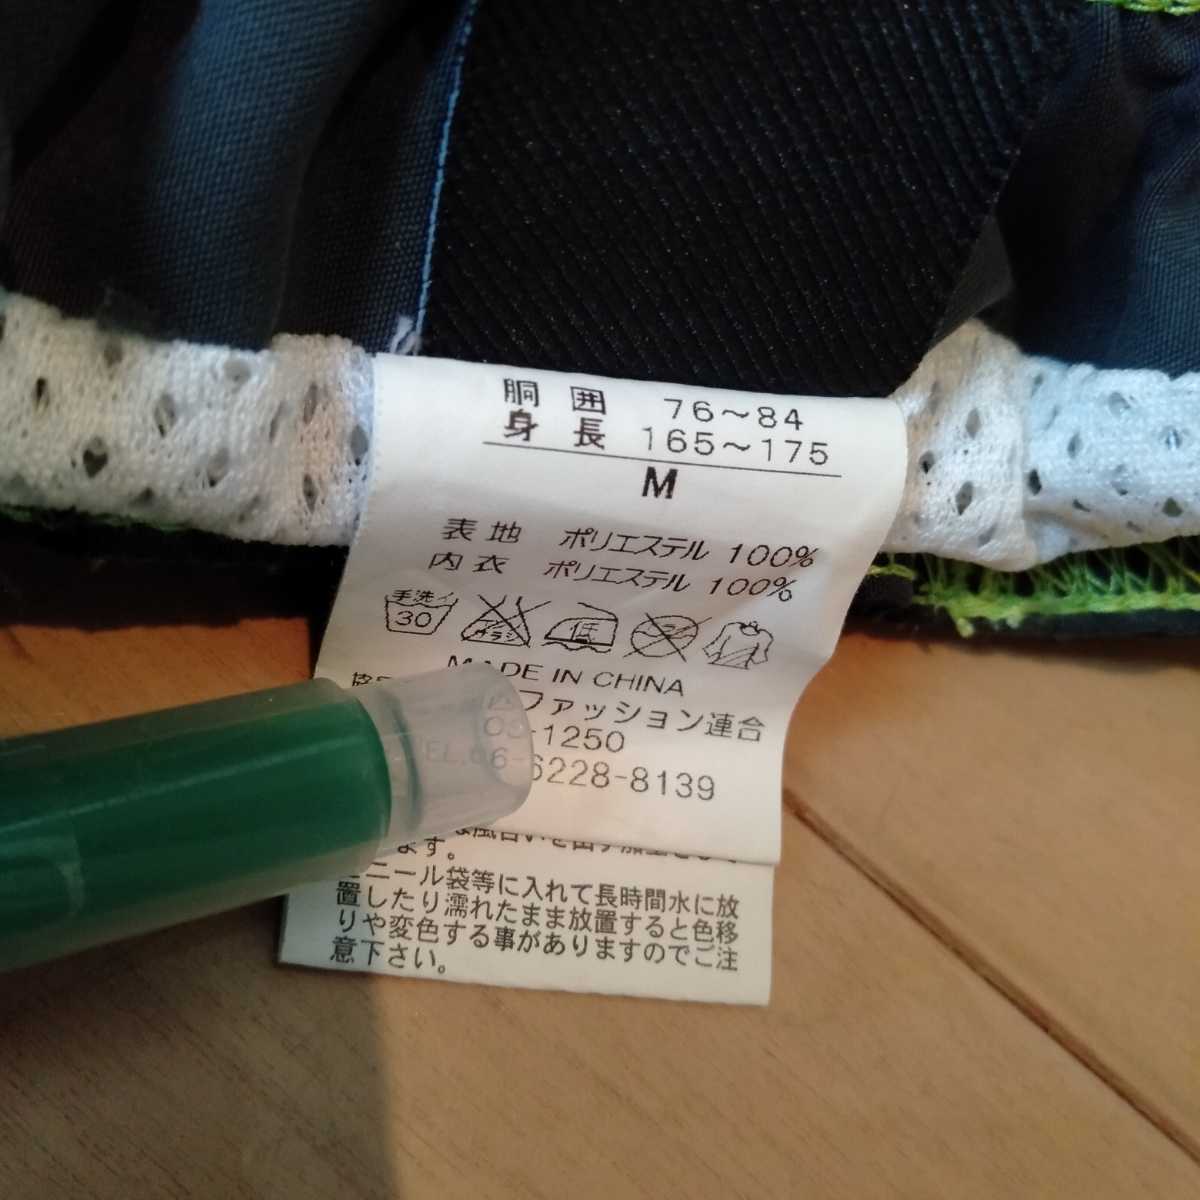 胴囲 76～84
身長 165～175
M
表地 ポリエステル 100%
内衣 ポリエステル 100%
手洗イ
30
低
MADE IN CHINA
ファッション連合
-1250
TEL.06-6228-8139
ます。
ビニール袋等に入れて長時間水に放
置したり濡れたまま放置すると色移
りや変色する事がありますのでご注
意下さい。